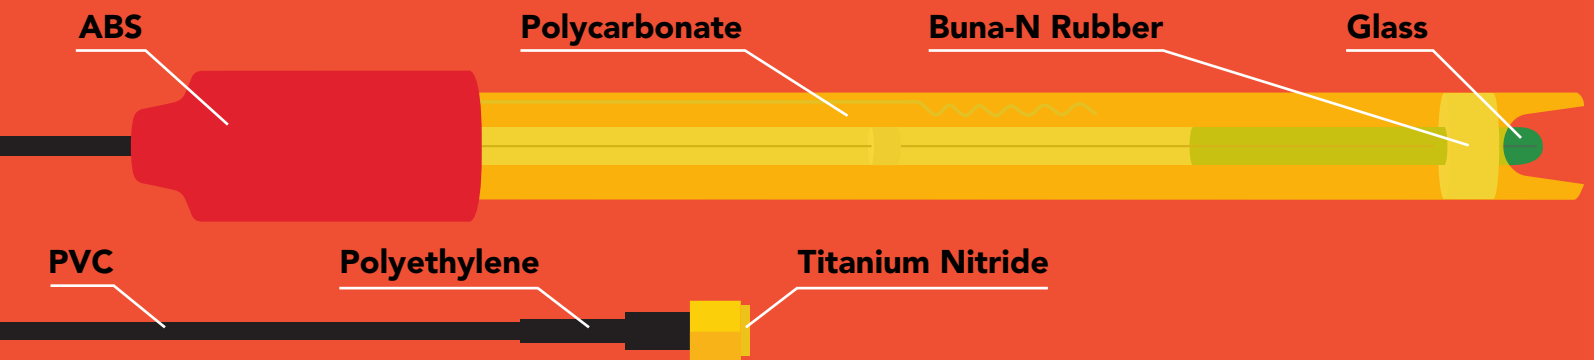 ABS
Polycarbonate
Buna-N Rubber
Glass
PVC
Polyethylene
Titanium Nitride